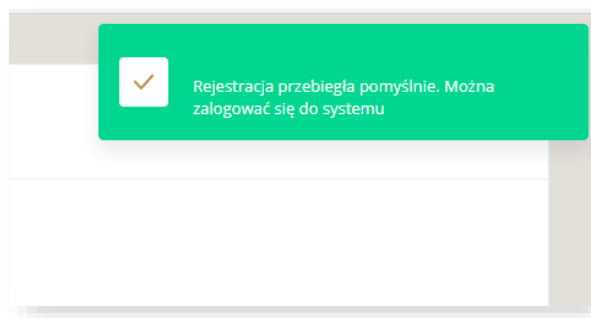 Rejestracja przebiegła pomyślnie. Można
zalogować się do systemu